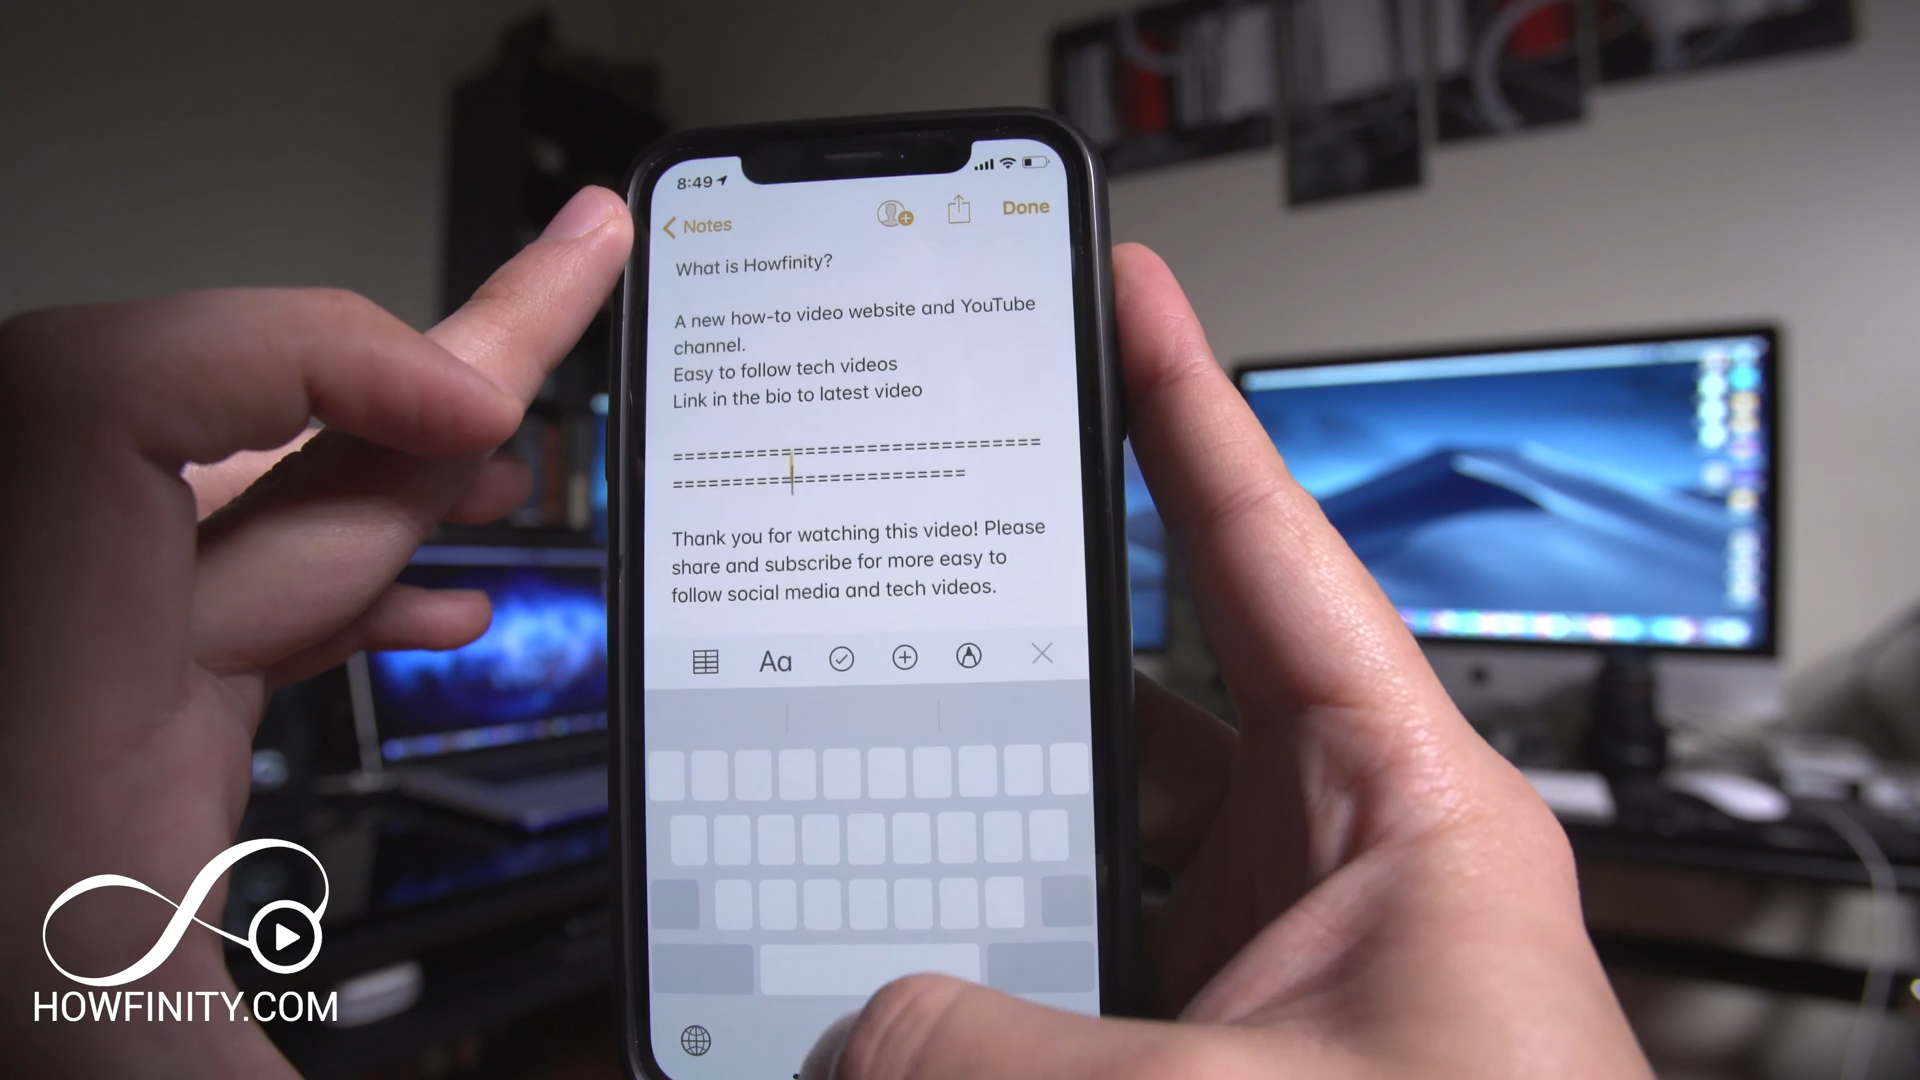 8:49
Notes
Done
What is Howfinity?
A new how-to video website and YouTube
channel.
Easy to follow tech videos
Link in the bio to latest video
===============================
=========================
Thank you for watching this video! Please
share and subscribe for more easy to
follow social media and tech videos.
Aa
HOWFINITY.COM